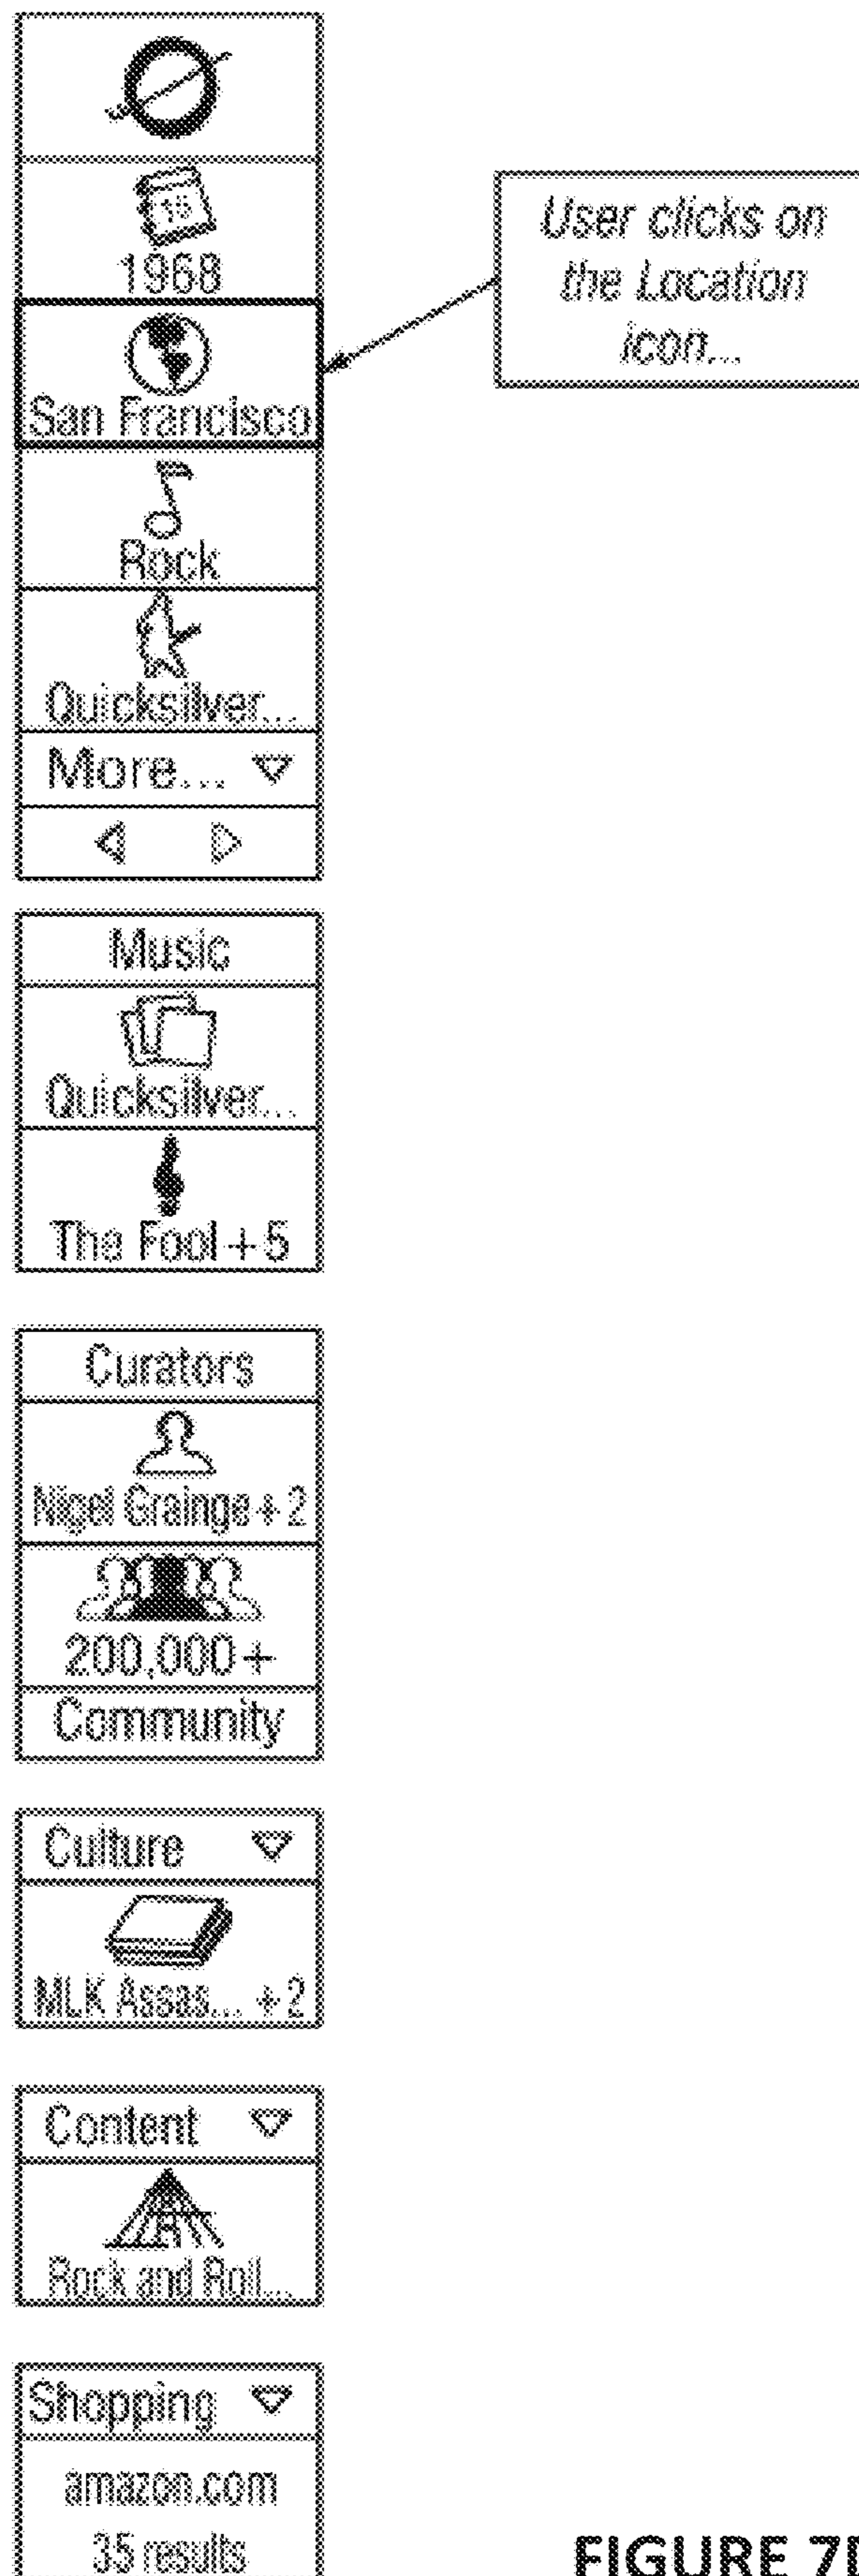 15
1968
User clicks on
the Location
icon...
San Francisco
Rock
Quicksilver...
More...
Music
Quicksilver...
The Fool + 5
Curators
Nigel Grainge + 2
200,000 +
Community
Culture
MLK Assas... + 2
Content
Rock and Roll...
Shopping
amazon.com
35 results
FIGURE 7